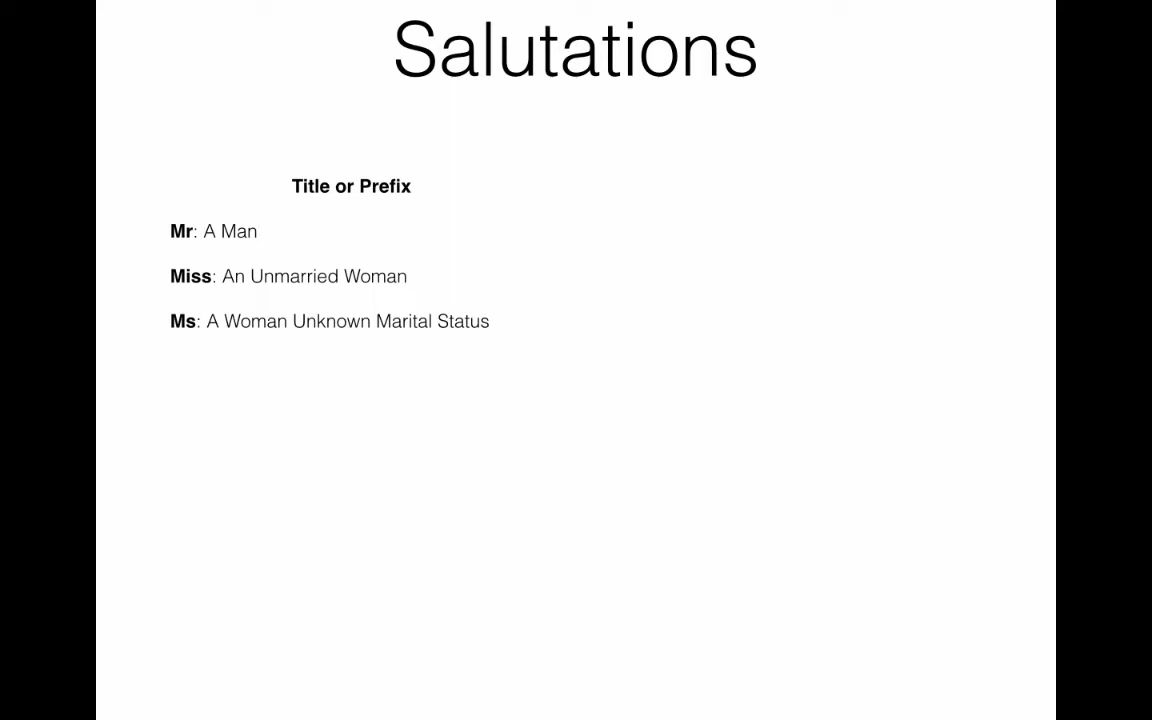 Salutations
Title or Prefix
Mr: A Man
Miss: An Unmarried Woman
Ms: A Woman Unknown Marital Status